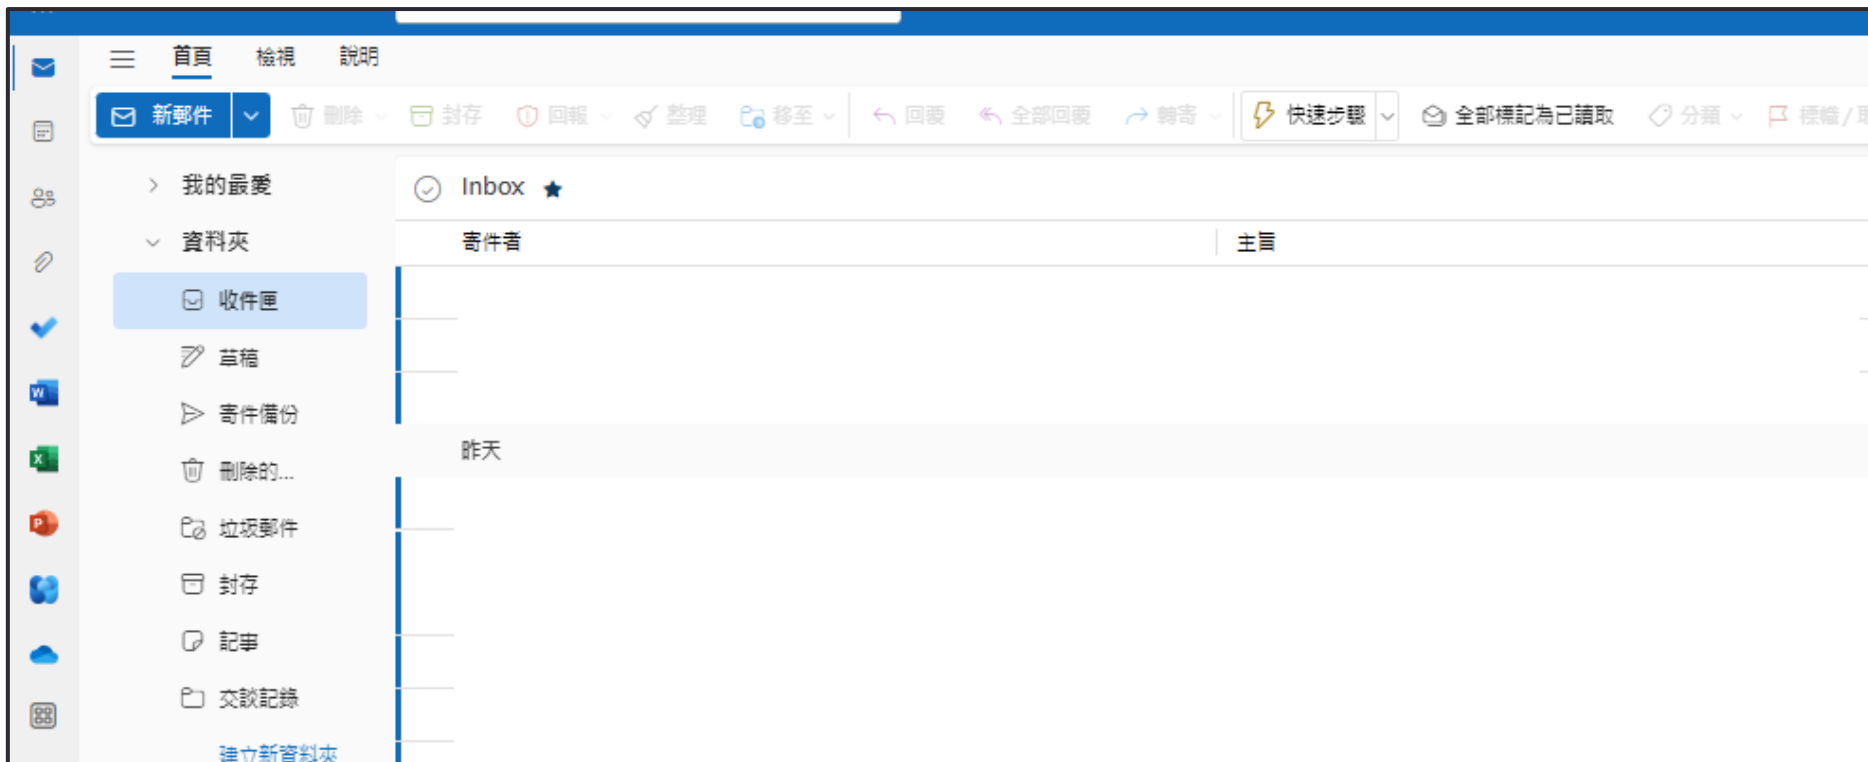 首頁 檢視 說明
新郵件 刪除 封存 回報 整理 移至 回覆 全部回覆 轉寄 快速步驟 全部標記為已讀取 分類 標幟 /
我的最愛
Inbox
資料夾
寄件者 主旨
收件匣
草稿
寄件備份
昨天
刪除的...
垃圾郵件
封存
記事
交談記錄
建立新資料夾